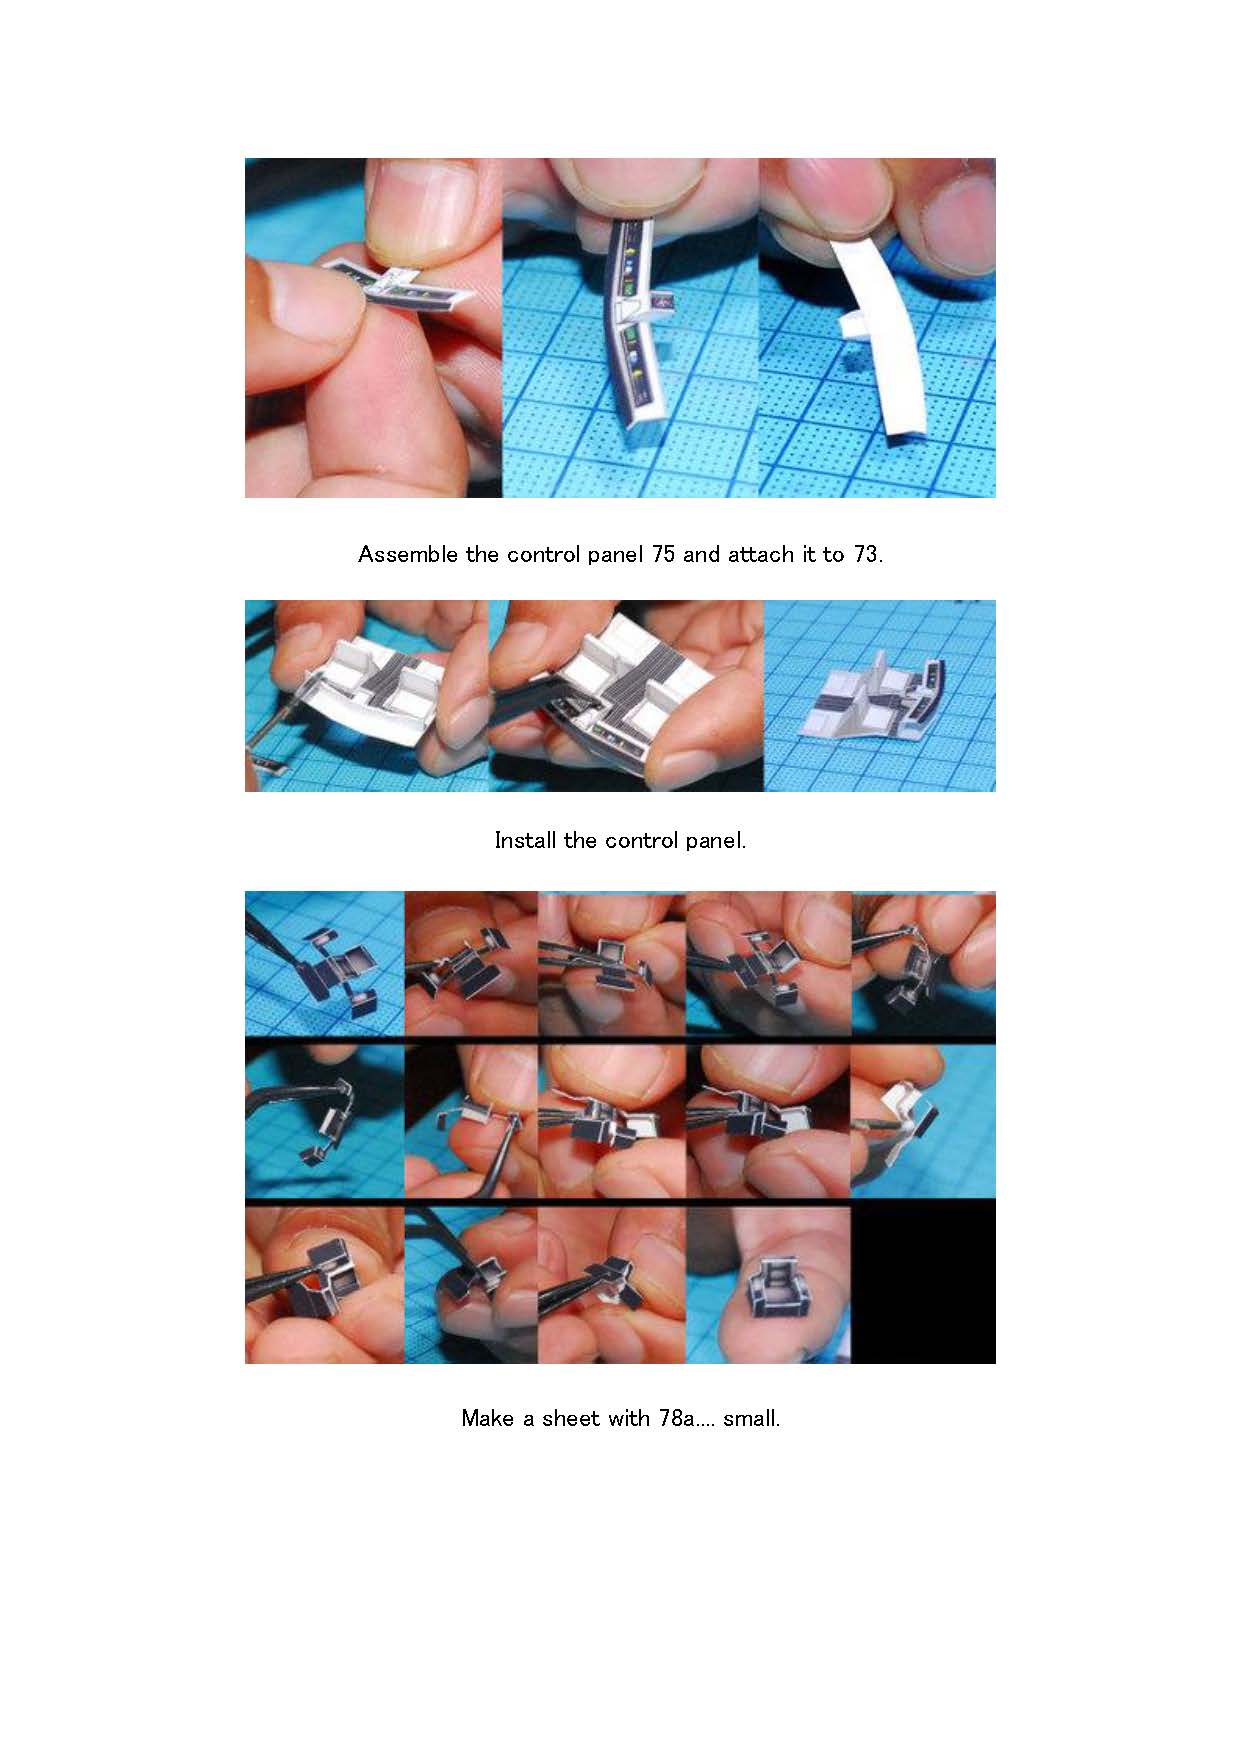 Assemble the control panel 75 and attach it to 73.
Install the control panel.
Make a sheet with 78a.... small.